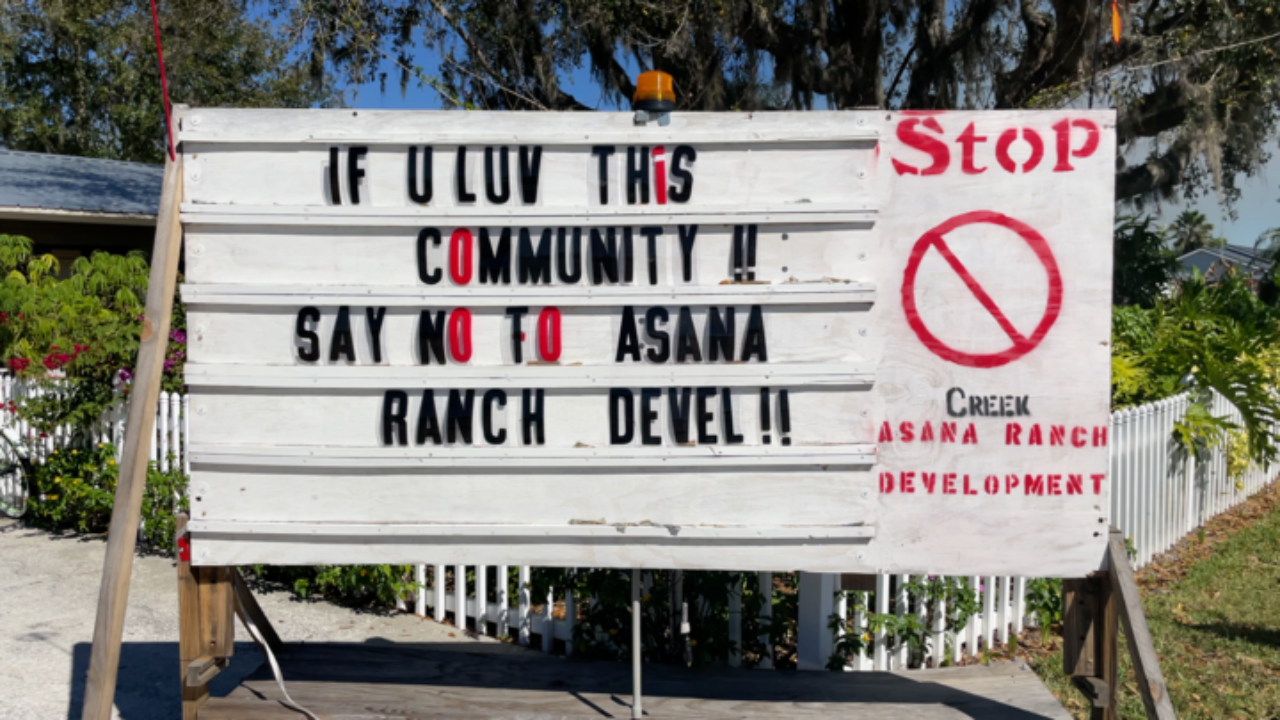 IF U LUV THiS
COMMUNITY !!
SAY NO TO ASANA
RANCH DEVEL!!
StoP
CREEK
ASANA RANCH
DEVELOPMENT